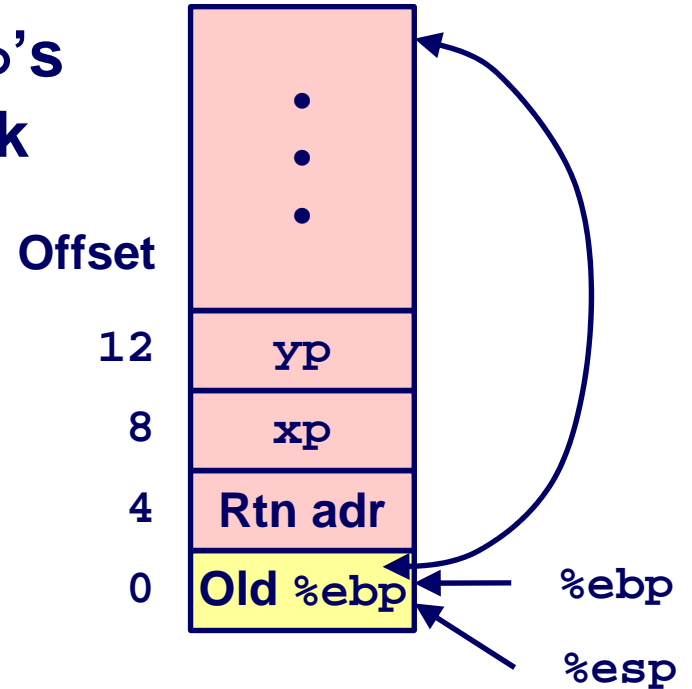 ’s
k
Offset
12 yp
8 xp
4 Rtn adr
0 Old %ebp %ebp
%esp